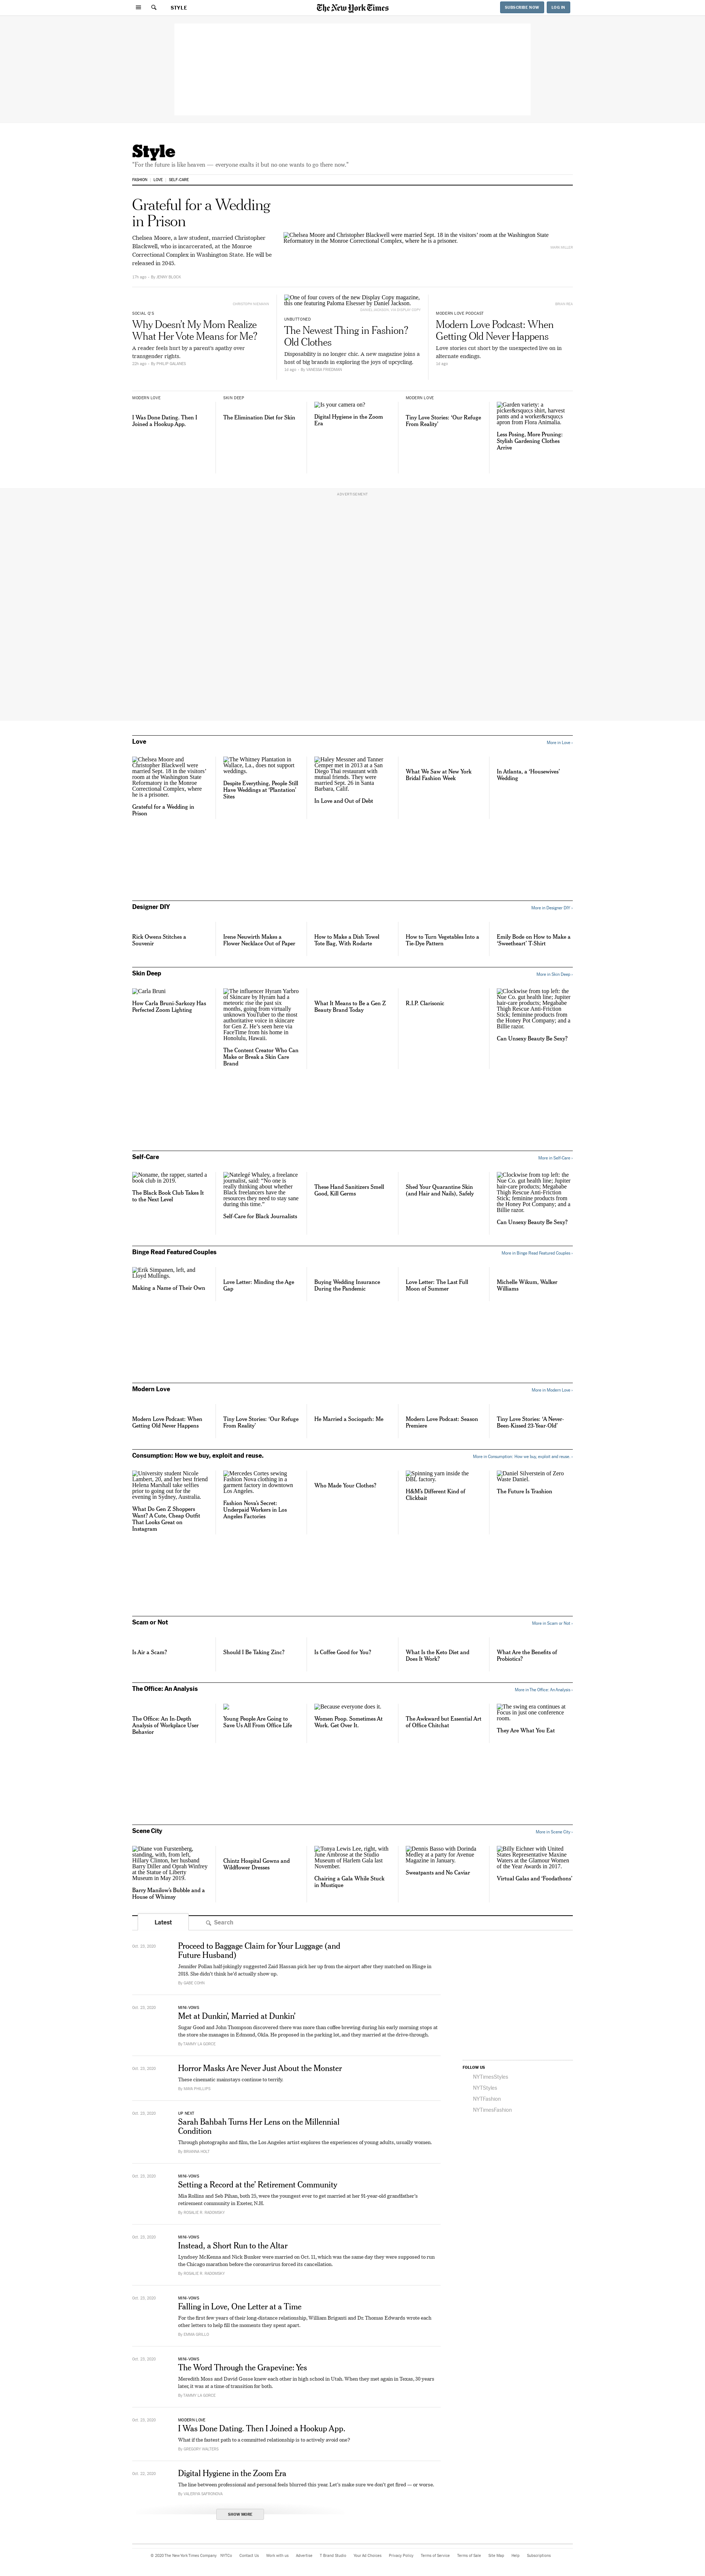 STYLE
The New York Times
SUBSCRIBE NOW
LOG IN
Style
"For the future is like heaven — everyone exalts it but no one wants to go there now."
FASHION
LOVE
SELF-CARE
Grateful for a Wedding
in Prison
Chelsea Moore, a law student, married Christopher
Blackwell, who is incarcerated, at the Monroe
Correctional Complex in Washington State. He will be
released in 2045.
17h ago · By JENNY BLOCK
Chelsea Moore and Christopher Blackwell were married Sept. 18 in the visitors' room at the Washington State
Reformatory in the Monroe Correctional Complex, where he is a prisoner.
SOCIAL Q'S
Why Doesn't My Mom Realize
What Her Vote Means for Me?
A reader feels hurt by a parent's apathy over
transgender rights.
By PHILIP GALANES
One of four covers of the new Display Copy magazine,
this one featuring Paloma Elsesser by Daniel Jackson.
DANIEL JACKSON, VIA DISPLAY COPY
UNBUTTONED
The Newest Thing in Fashion?
Old Clothes
Disposability is no longer chic. A new magazine joins a
host of big brands in exploring the joys of upcycling.
1d ago · By VANESSA FRIEDMAN
MODERN LOVE PODCAST
Modern Love Podcast: When
Getting Old Never Happens
Love stories cut short by the unexpected live on in
alternate endings.
1d ago
MODERN LOVE
I Was Done Dating. Then I
Joined a Hookup App.
SKIN DEEP
The Elimination Diet for Skin
Is your camera on?
Digital Hygiene in the Zoom
Era
MODERN LOVE
Tiny Love Stories: 'Our Refuge
From Reality'
Garden variety: a
picker&rsquo;s shirt, harvest
pants and a worker&rsquo;s
apron from Flora Animalia.
Less Posing, More Pruning:
Stylish Gardening Clothes
Arrive
ADVERTISEMENT
Love
More in Love ›
Chelsea Moore and
Christopher Blackwell were
married Sept. 18 in the visitors'
room at the Washington State
Reformatory in the Monroe
Correctional Complex, where
he is a prisoner.
Grateful for a Wedding in
Prison
The Whitney Plantation in
Wallace, La., does not support
weddings.
Despite Everything, People Still
Have Weddings at 'Plantation'
Sites
Haley Messner and Tanner
Cemper met in 2013 at a San
Diego Thai restaurant with
mutual friends. They were
married Sept. 26 in Santa
Barbara, Calif.
In Love and Out of Debt
What We Saw at New York
Bridal Fashion Week
In Atlanta, a 'Housewives'
Wedding
Designer DIY
More in Designer DIY ›
Rick Owens Stitches a
Souvenir
Irene Neuwirth Makes a
Flower Necklace Out of Paper
How to Make a Dish Towel
Tote Bag, With Rodarte
How to Turn Vegetables Into a
Tie-Dye Pattern
Emily Bode on How to Make a
'Sweetheart' T-Shirt
Skin Deep
More in Skin Deep ›
Carla Bruni
How Carla Bruni-Sarkozy Has
Perfected Zoom Lighting
The influencer Hyram Yarbro
of Skincare by Hyram had a
meteoric rise the past six
months, going from virtually
unknown YouTuber to the most
authoritative voice in skincare
for Gen Z. He's seen here via
FaceTime from his home in
Honolulu, Hawaii.
The Content Creator Who Can
Make or Break a Skin Care
Brand
What It Means to Be a Gen Z
Beauty Brand Today
R.I.P. Clarisonic
Clockwise from top left: the
Nue Co. gut health line; Jupiter
hair-care products; Megababe
Thigh Rescue Anti-Friction
Stick; feminine products from
the Honey Pot Company; and a
Billie razor.
Can Unsexy Beauty Be Sexy?
Self-Care
More in Self-Care ›
Noname, the rapper, started a
book club in 2019.
The Black Book Club Takes It
to the Next Level
Natelegé Whaley, a freelance
journalist, said: "No one is
really thinking about whether
Black freelancers have the
resources they need to stay sane
during this time."
Self-Care for Black Journalists
These Hand Sanitizers Smell
Good, Kill Germs
Shed Your Quarantine Skin
(and Hair and Nails), Safely
Clockwise from top left: the
Nue Co. gut health line; Jupiter
hair-care products; Megababe
Thigh Rescue Anti-Friction
Stick; feminine products from
the Honey Pot Company; and a
Billie razor.
Can Unsexy Beauty Be Sexy?
Binge Read Featured Couples
More in Binge Read Featured Couples ›
Erik Simpanen, left, and
Lloyd Mullings.
Making a Name of Their Own
Love Letter: Minding the Age
Gap
Buying Wedding Insurance
During the Pandemic
Love Letter: The Last Full
Moon of Summer
Michelle Wikum, Walker
Williams
Modern Love
More in Modern Love ›
Modern Love Podcast: When
Getting Old Never Happens
Tiny Love Stories: 'Our Refuge
From Reality'
He Married a Sociopath: Me
Modern Love Podcast: Season
Premiere
Tiny Love Stories: 'A Never-
Been-Kissed 23-Year-Old'
Consumption: How we buy, exploit and reuse.
More in Consumption: How we buy, exploit and reuse. ›
University student Nicole
Lambert, 20, and her best friend
Helena Marshall take selfies
prior to going out for the
evening in Sydney, Australia.
What Do Gen Z Shoppers
Want? A Cute, Cheap Outfit
That Looks Great on
Instagram
Mercedes Cortes sewing
Fashion Nova clothing in a
garment factory in downtown
Los Angeles.
Fashion Nova's Secret:
Underpaid Workers in Los
Angeles Factories
Who Made Your Clothes?
Spinning yarn inside the
DBL factory.
H&M's Different Kind of
Clickbait
Daniel Silverstein of Zero
Waste Daniel.
The Future Is Trashion
Scam or Not
More in Scam or Not ›
Is Air a Scam?
Should I Be Taking Zinc?
Is Coffee Good for You?
What Is the Keto Diet and
Does It Work?
What Are the Benefits of
Probiotics?
The Office: An Analysis
More in The Office: An Analysis ›
The Office: An In-Depth
Analysis of Workplace User
Behavior
Young People Are Going to
Save Us All From Office Life
Because everyone does it.
Women Poop. Sometimes At
Work. Get Over It.
The Awkward but Essential Art
of Office Chitchat
The swing era continues at
Focus in just one conference
room.
They Are What You Eat
Scene City
More in Scene City ›
Diane von Furstenberg,
standing, with, from left,
Hillary Clinton, her husband
Barry Diller and Oprah Winfrey
at the Statue of Liberty
Museum in May 2019.
Barry Manilow's Bubble and a
House of Whimsy
Chintz Hospital Gowns and
Wildflower Dresses
Tonya Lewis Lee, right, with
June Ambrose at the Studio
Museum of Harlem Gala last
November.
Chairing a Gala While Stuck
in Mustique
Dennis Basso with Dorinda
Medley at a party for Avenue
Magazine in January.
Sweatpants and No Caviar
Billy Eichner with United
States Representative Maxine
Waters at the Glamour Women
of the Year Awards in 2017.
Virtual Galas and 'Foodathons'
Latest
Search
Oct. 23, 2020
Proceed to Baggage Claim for Your Luggage (and
Future Husband)
Jennifer Pollan half-jokingly suggested Zaid Hassan pick her up from the airport after they matched on Hinge in
2018. She didn't think he'd actually show up.
By GABE COHN
Oct. 23, 2020
MINI-VOWS
Met at Dunkin', Married at Dunkin'
Sugar Good and John Thompson discovered there was more than coffee brewing during his early morning stops at
the store she manages in Edmond, Okla. He proposed in the parking lot, and they married at the drive-through.
By TAMMY LA GORCE
Oct. 23, 2020
Horror Masks Are Never Just About the Monster
These cinematic mainstays continue to terrify.
By MAYA PHILLIPS
Oct. 23, 2020
UP NEXT
Sarah Bahbah Turns Her Lens on the Millennial
Condition
Through photographs and film, the Los Angeles artist explores the experiences of young adults, usually women.
By BRIANNA HOLT
Oct. 23, 2020
MINI-VOWS
Setting a Record at the' Retirement Community
Mia Rollins and Seb Pihan, both 25, were the youngest ever to get married at her 91-year-old grandfather's
retirement community in Exeter, N.H.
By ROSALIE R. RADOMSKY
Oct. 23, 2020
MINI-VOWS
Instead, a Short Run to the Altar
Lyndsey McKenna and Nick Bunker were married on Oct. 11, which was the same day they were supposed to run
the Chicago marathon before the coronavirus forced its cancellation.
By ROSALIE R. RADOMSKY
Oct. 23, 2020
MINI-VOWS
Falling in Love, One Letter at a Time
For the first few years of their long-distance relationship, William Briganti and Dr. Thomas Edwards wrote each
other letters to help fill the moments they spent apart.
By EMMA GRILLO
Oct. 23, 2020
MINI-VOWS
The Word Through the Grapevine: Yes
Meredith Moss and David Gosse knew each other in high school in Utah. When they met again in Texas, 30 years
later, it was at a time of transition for both.
By TAMMY LA GORCE
Oct. 23, 2020
MODERN LOVE
I Was Done Dating. Then I Joined a Hookup App.
What if the fastest path to a committed relationship is to actively avoid one?
By GREGORY WALTERS
Oct. 22, 2020
Digital Hygiene in the Zoom Era
The line between professional and personal feels blurred this year. Let's make sure we don't get fired — or worse.
By VALERIYA SAFRONOVA
SHOW MORE
FOLLOW US
NYTimesStyles
NYTStyles
NYTFashion
NYTimesFashion
© 2020 The New York Times Company
NYTCo
Contact Us
Work with us
Advertise
T Brand Studio
Your Ad Choices
Privacy Policy
Terms of Service
Terms of Sale
Site Map
Help
Subscriptions